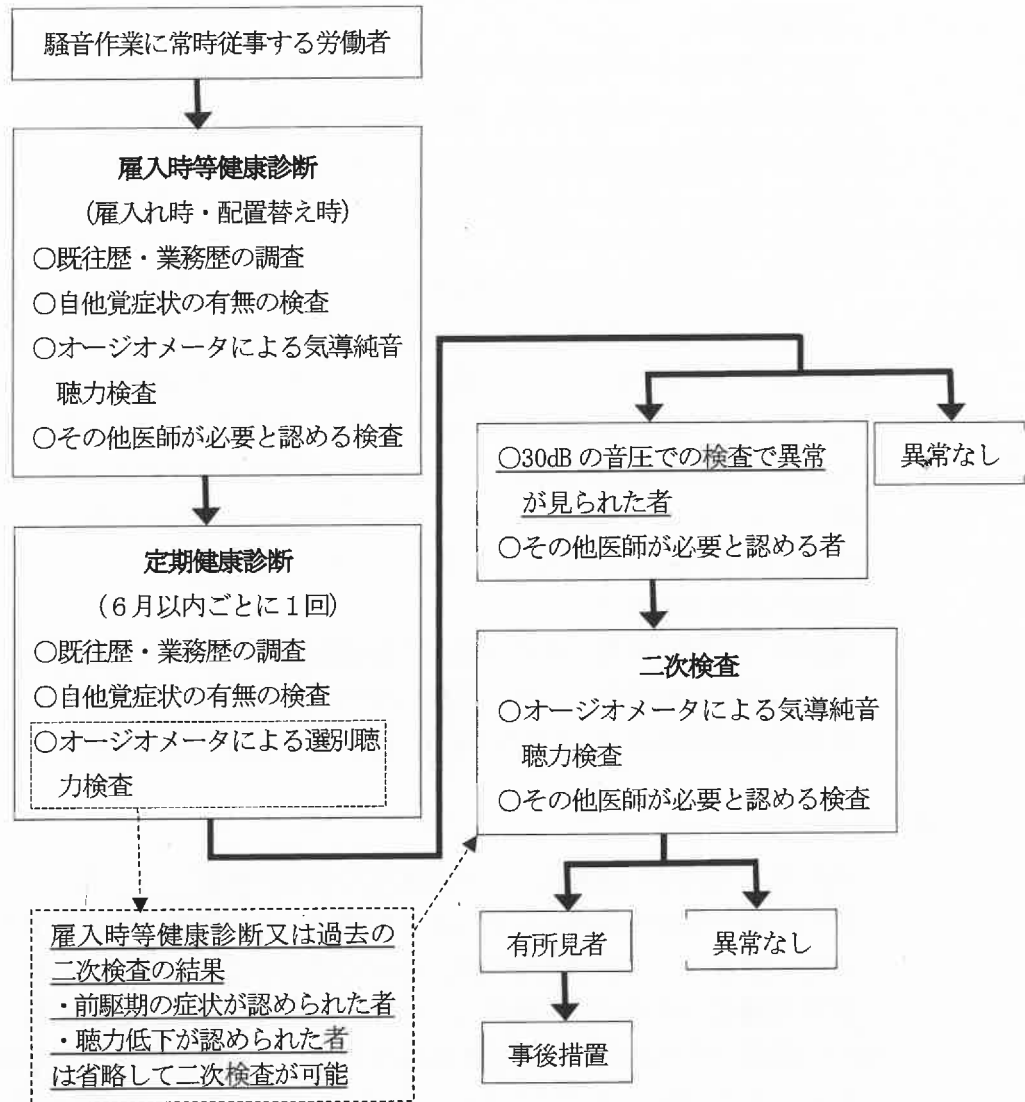 騒音作業に常時従事する労働者
雇入時等健康診断
(雇入れ時・配置替え時)
○既往歴・業務歴の調査
○自他覚症状の有無の検査
○オージオメータによる気導純音
聴力検査
○その他医師が必要と認める検査
定期健康診断
(6月以内ごとに1回)
○既往歴・業務歴の調査
○自他覚症状の有無の検査
○オージオメータによる選別聴
力検査
雇入時等健康診断又は過去の
二次検査の結果
・前駆期の症状が認められた者
・聴力低下が認められた者
は省略して二次検査が可能
○30dBの音圧での検査で異常
が見られた者
○その他医師が必要と認める者
異常なし
二次検査
○オージオメータによる気導純音
聴力検査
○その他医師が必要と認める検査
有所見者
異常なし
事後措置